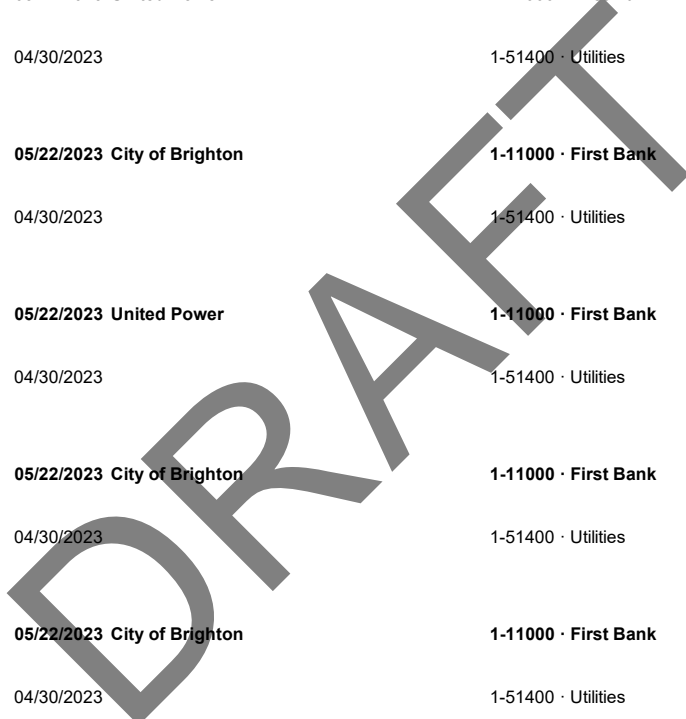 04/30/2023 1-51400 · Utilities
05/22/2023 City of Brighton 1-11000 · First Bank
04/30/2023 1-51400 · Utilities
05/22/2023 United Power 1-11000 · First Bank
04/30/2023 1-51400 · Utilities
05/22/2023 City of Brighton 1-11000 · First Bank
04/30/2023 1-51400 · Utilities
05/22/2023 City of Brighton 1-11000 · First Bank
04/30/2023 1-51400 · Utilities
DRAFT